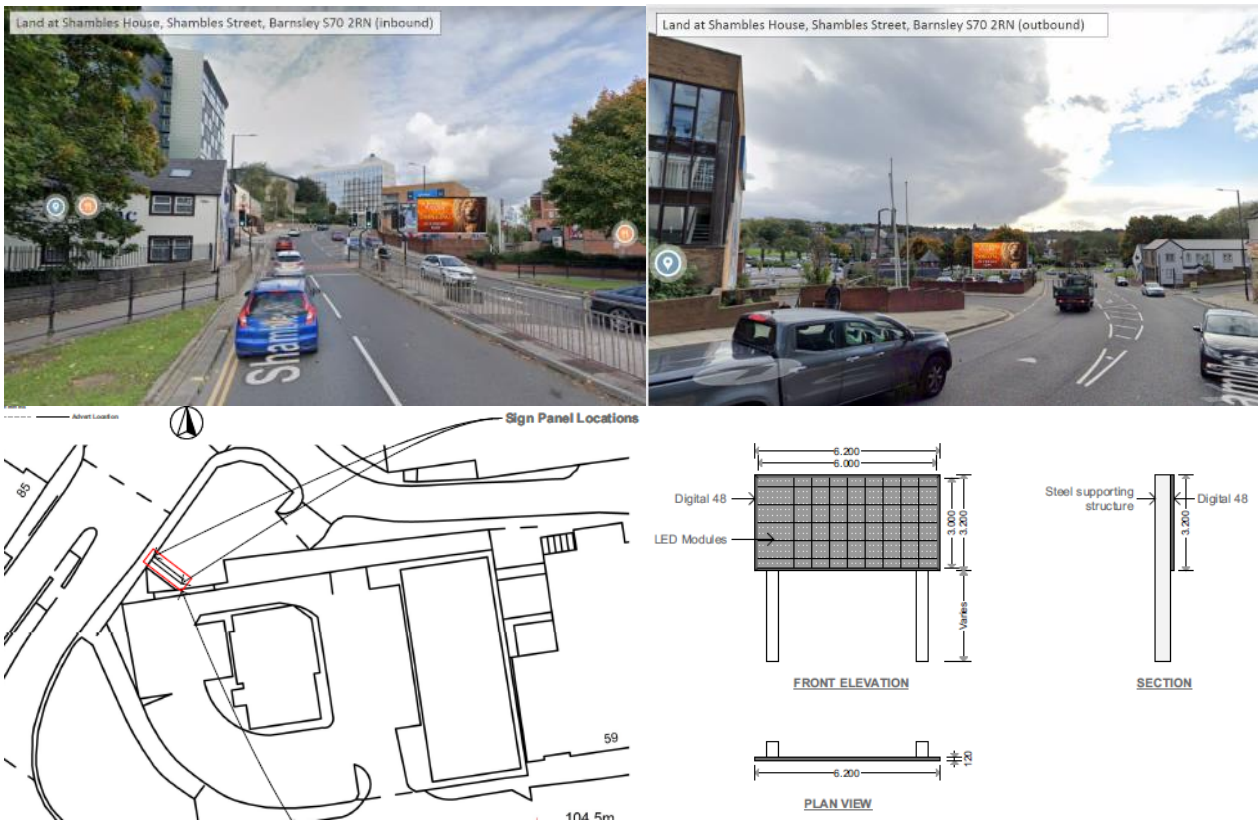 Land at Shambles House, Shambles Street, Barnsley S70 2RN (inbound)
Land at Shambles House, Shambles Street, Barnsley S70 2RN (outbound)
Shamble
Advert Location
Sign Panel Locations
85
59
104.5m
6.200
6.000
Digital 48
LED Modules
3.000
3.200
Varies
FRONT ELEVATION
Steel supporting
structure
Digital 48
3.200
SECTION
120
6.200
PLAN VIEW